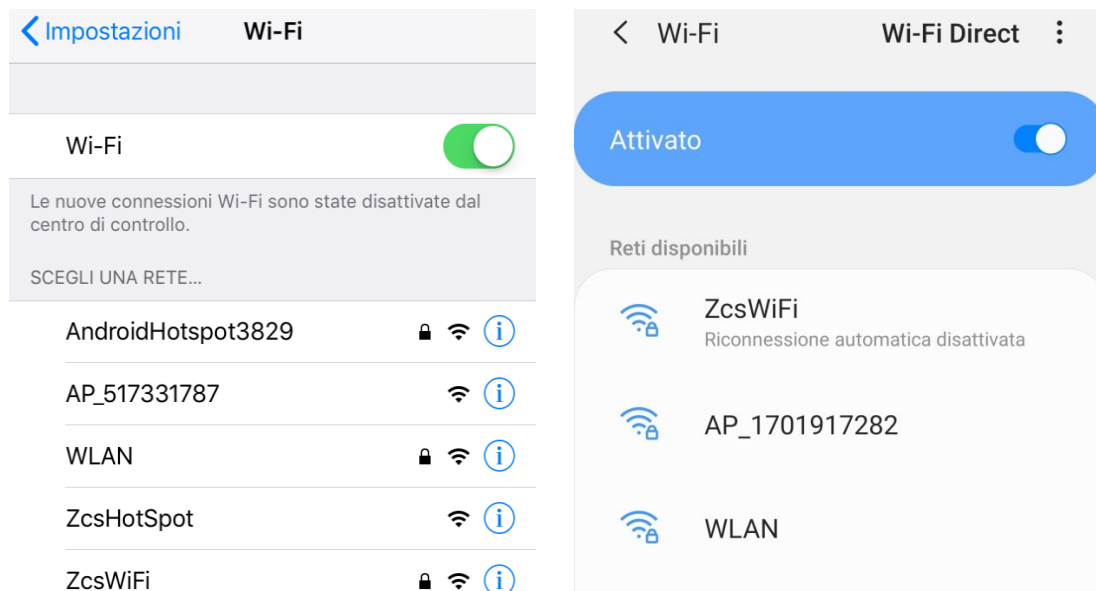 Impostazioni
Wi-Fi
Wi-Fi
Le nuove connessioni Wi-Fi sono state disattivate dal
centro di controllo.
SCEGLI UNA RETE...
AndroidHotspot3829
AP_517331787
WLAN
ZcsHotSpot
ZcsWiFi
Wi-Fi
Wi-Fi Direct
Attivato
Reti disponibili
ZcsWiFi
Riconnessione automatica disattivata
AP_1701917282
WLAN